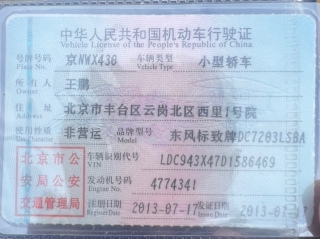 中华人民共和国机动车行驶证
Vehicle License of the People's Republic of China
号牌号码 京NWX430 车辆类型 小型轿车
Plate No. Vehicle Type
所有人 王鹏
Owner
住址 北京市丰台区云岗北区西里1号院
Address
使用性质 非营运 品牌型号 东风标致牌DC7203LSBA
Use Character Model
北京市公安局公安交通管理局
车辆识别代号 LDC943X47D1586469
VIN
发动机号码 4774341
Engine No.
注册日期 2013-07-17 发证日期 2013-07-17
Register Date Issue Date